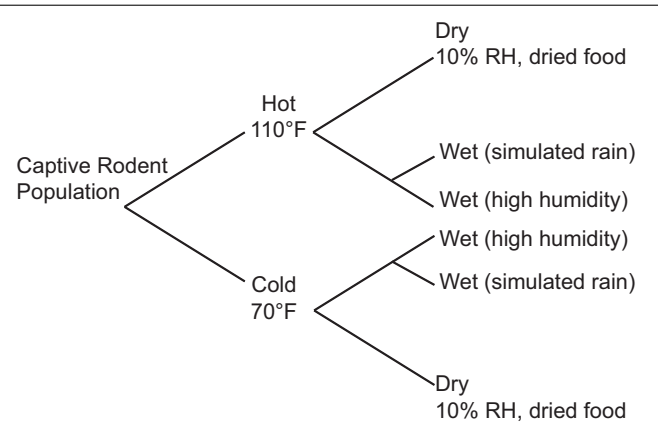 Dry
10% RH, dried food
Hot
110°F
Wet (simulated rain)
Captive Rodent
Population
Wet (high humidity)
Wet (high humidity)
Cold
70°F
Wet (simulated rain)
Dry
10% RH, dried food